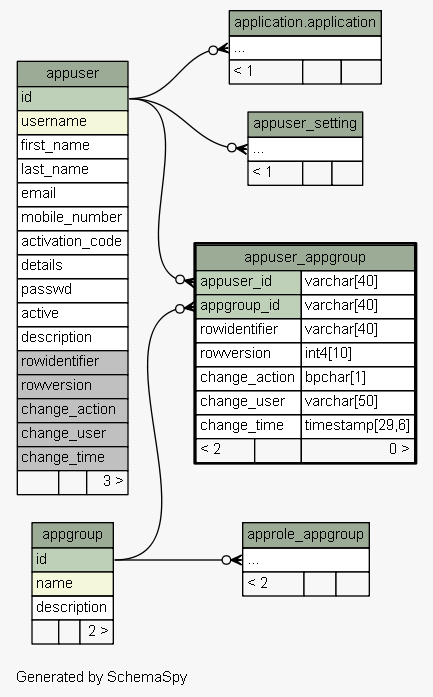 application.application
...
< 1
appuser
id
username
first_name
last_name
email
mobile_number
activation_code
details
passwd
active
description
rowidentifier
rowversion
change_action
change_user
change_time
3 >
appuser_setting
...
< 1
appuser_appgroup
appuser_id varchar[40]
appgroup_id varchar[40]
rowidentifier varchar[40]
rowversion int4[10]
change_action bpchar[1]
change_user varchar[50]
change_time timestamp[29,6]
< 2 0 >
appgroup
id
name
description
2 >
approle_appgroup
...
< 2
Generated by SchemaSpy